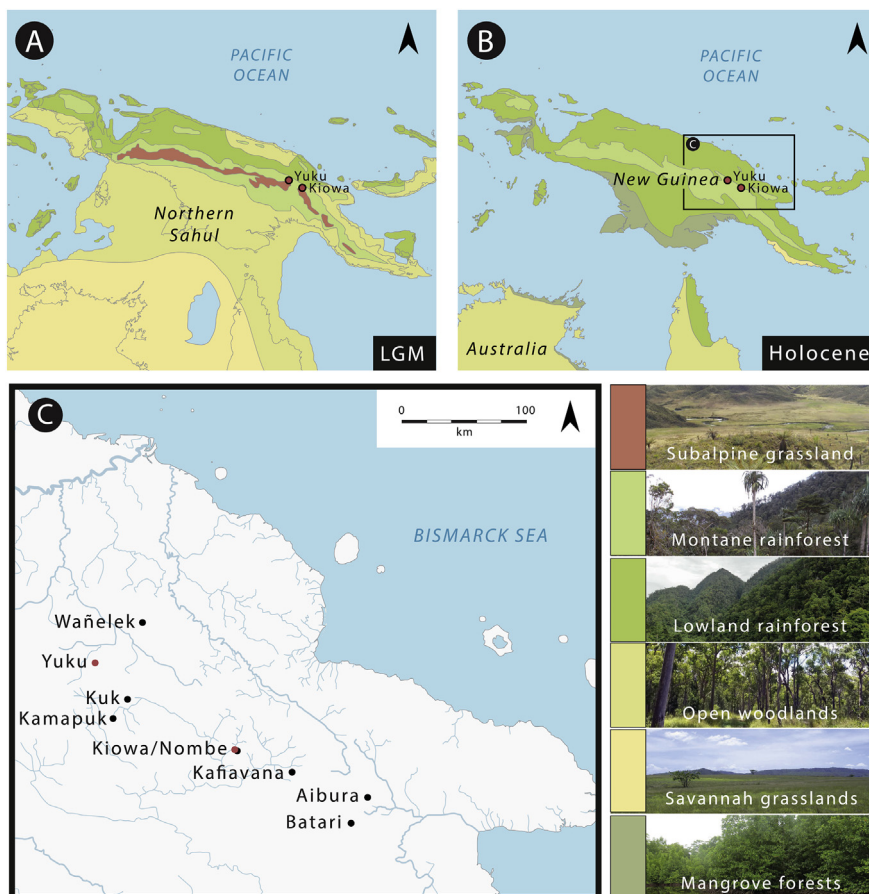 A
PACIFIC
OCEAN
Yuku
Kiowa
Northern
Sahul
LGM
B
PACIFIC
OCEAN
C
New Guinea
Yuku
Kiowa
Australia
Holocene
C
0 100
km
BISMARCK SEA
Wañelek
Yuku
Kuk
Kamapuk
Kiowa/Nombe
Kafiavana
Aibura
Batari
Subalpine grassland
Montane rainforest
Lowland rainforest
Open woodlands
Savannah grasslands
Mangrove forests